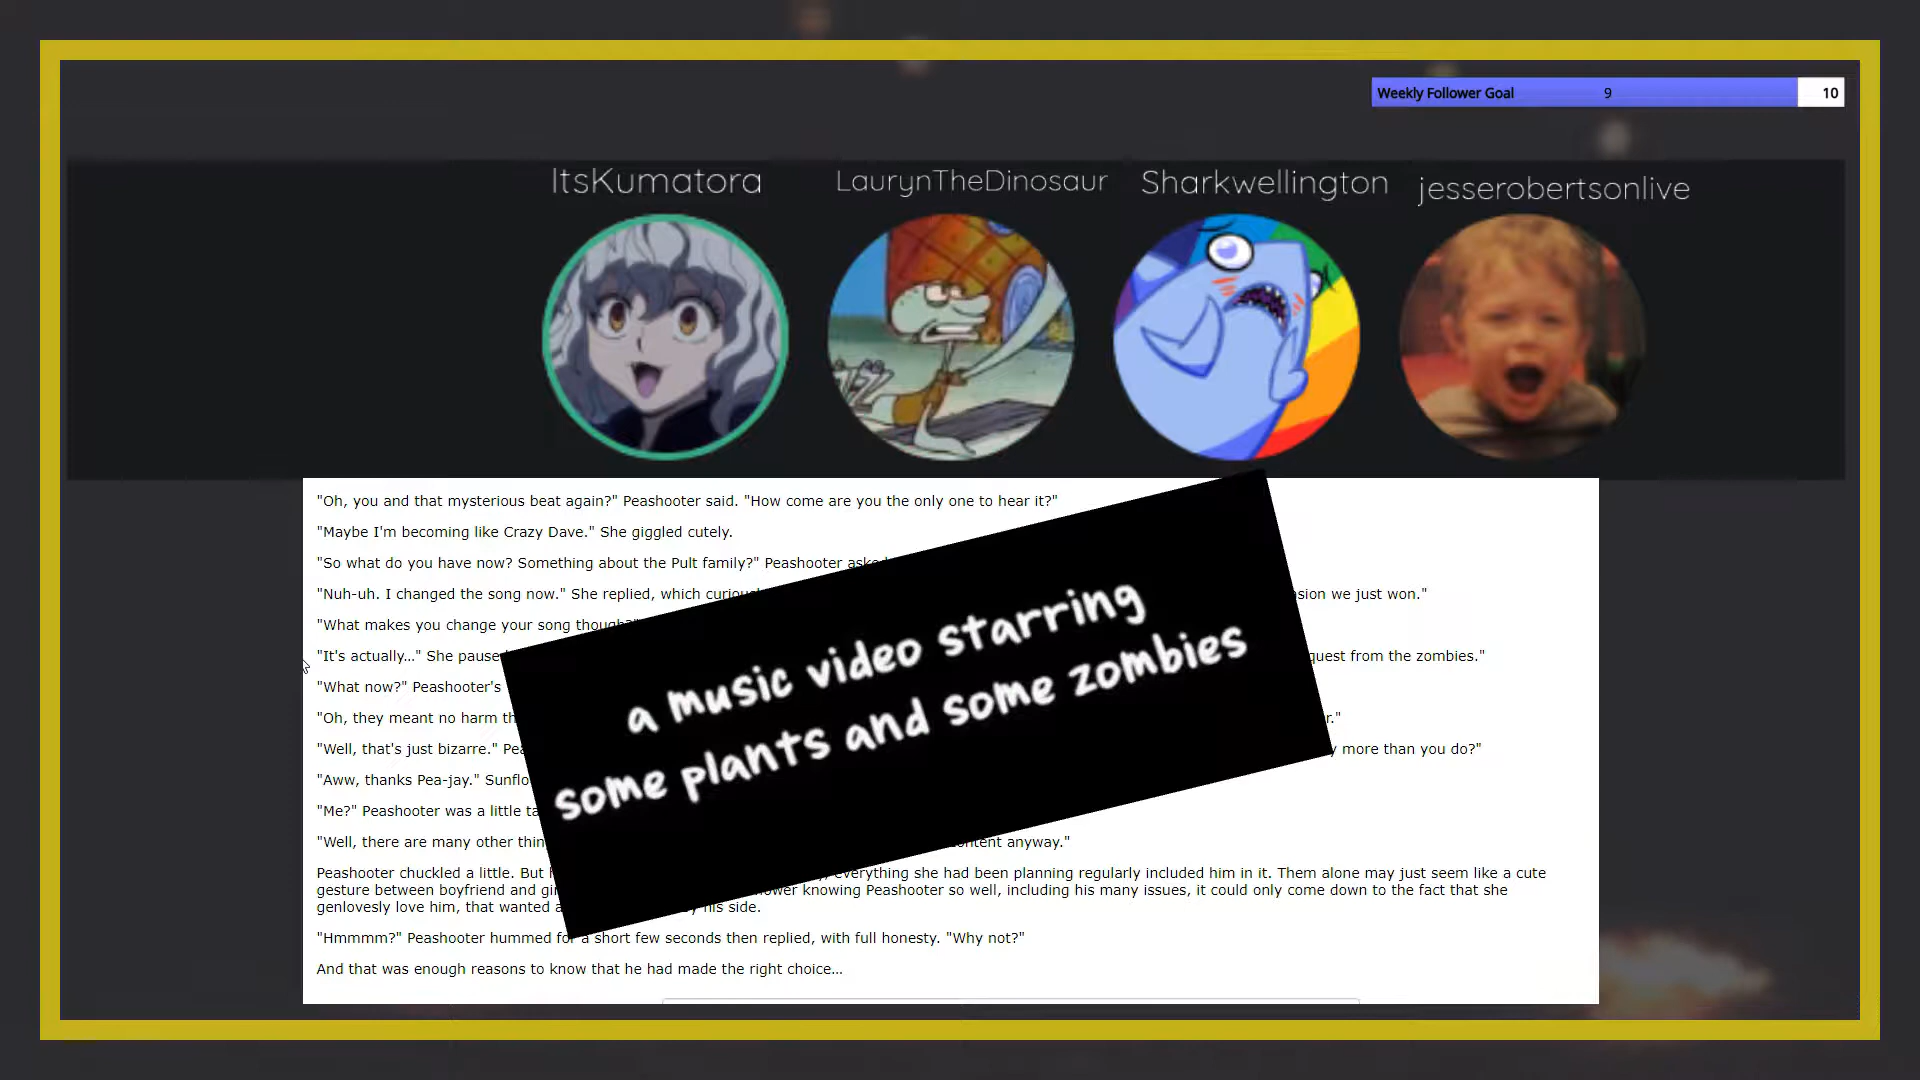 Weekly Follower Goal 9 10
ItsKumatora LaurynTheDinosaur Sharkwellington jesserobertsonlive
"Oh, you and that mysterious beat again?" Peashooter said. "How come are you the only one to hear it?"
"Maybe I'm becoming like Crazy Dave." She giggled cutely.
"So what do you have now? Something about the Pult family?" Peashooter
"Nuh-uh. I changed the song now." She replied, which we just won."
"What makes you change your song
"It's actually..." She from the zombies."
"What now?" Peashooter's
"Oh, they meant no harm
"Well, that's just bizarre." more than you do?"
"Aww, thanks Pea-jay."
"Me?" Peashooter was a little
"Well, there are many other anyway."
Peashooter chuckled a little. But everything she had been planning regularly included him in it. Them alone may just seem like a cute
gesture between boyfriend and knowing Peashooter so well, including his many issues, it could only come down to the fact that she
genlovesly love him, that wanted his side.
"Hmmmm?" Peashooter hummed for a short few seconds then replied, with full honesty. "Why not?"
And that was enough reasons to know that he had made the right choice...
a music video starring
some plants and some zombies